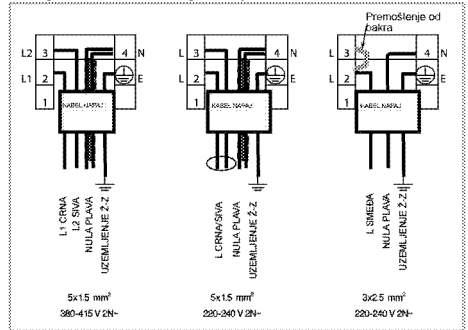 Premoštenje od
bakra
L2 3
4 N
L1 2
E
1
KABEL NAPAJ
L1 CRNA
L2 SIVA
NULA PLAVA
UZEMLJENJE Ž-Z
5x1.5 mm²
380-415 V 2N~
L 3
4 N
L 2
E
1
KABEL NAPAJ
L CRNA/SIVA
NULA PLAVA
UZEMLJENJE Ž-Z
5x1.5 mm²
220-240 V 2N~
L 3
4 N
L 2
E
1
KABEL NAPAJ
L SMEĐA
NULA PLAVA
UZEMLJENJE Ž-Z
3x2.5 mm²
220-240 V 2N~